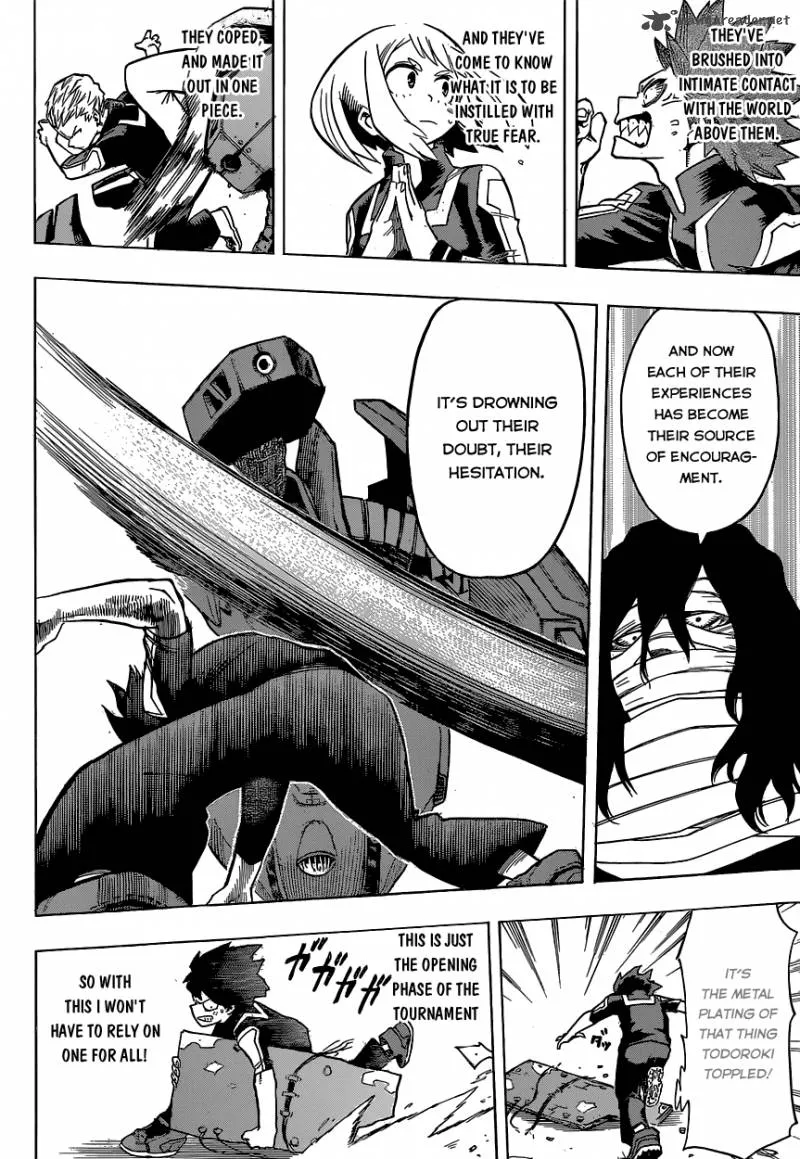 THEY'VE
BRUSHED INTO
INTIMATE CONTACT
WITH THE WORLD
ABOVE THEM.
AND THEY'VE
COME TO KNOW
WHAT IT IS TO BE
INSTILLED WITH
TRUE FEAR.
THEY COPED,
AND MADE IT
OUT IN ONE
PIECE.
AND NOW
EACH OF THEIR
EXPERIENCES
HAS BECOME
THEIR SOURCE
OF ENCOURAG-
MENT.
IT'S DROWNING
OUT THEIR
DOUBT, THEIR
HESITATION.
IT'S
THE METAL
PLATING OF
THAT THING
TODOROKI
TOPPLED!
ダッ
THIS IS JUST
THE OPENING
PHASE OF THE
TOURNAMENT
ガガガガ
SO WITH
THIS I WON'T
HAVE TO RELY ON
ONE FOR ALL!